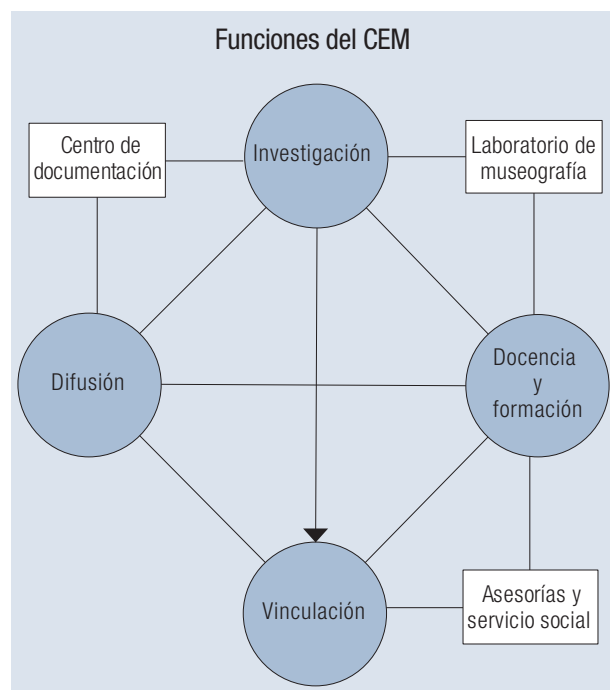 Funciones del CEM
Centro de
documentación
Investigación
Laboratorio de
museografía
Difusión
Docencia
y
formación
Vinculación
Asesorías y
servicio social